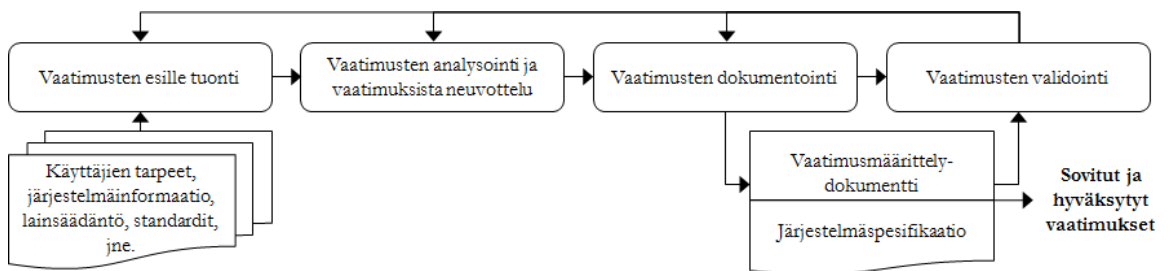 Vaatimusten esille tuonti
Vaatimusten analysointi ja
vaatimuksista neuvottelu
Vaatimusten dokumentointi
Vaatimusten validointi
Käyttäjien tarpeet,
järjestelmäinformaatio,
lainsäädäntö, standardit,
jne.
Vaatimusmäärittely-
dokumentti
Järjestelmäspesifikaatio
Sovitut ja
hyväksytyt
vaatimukset